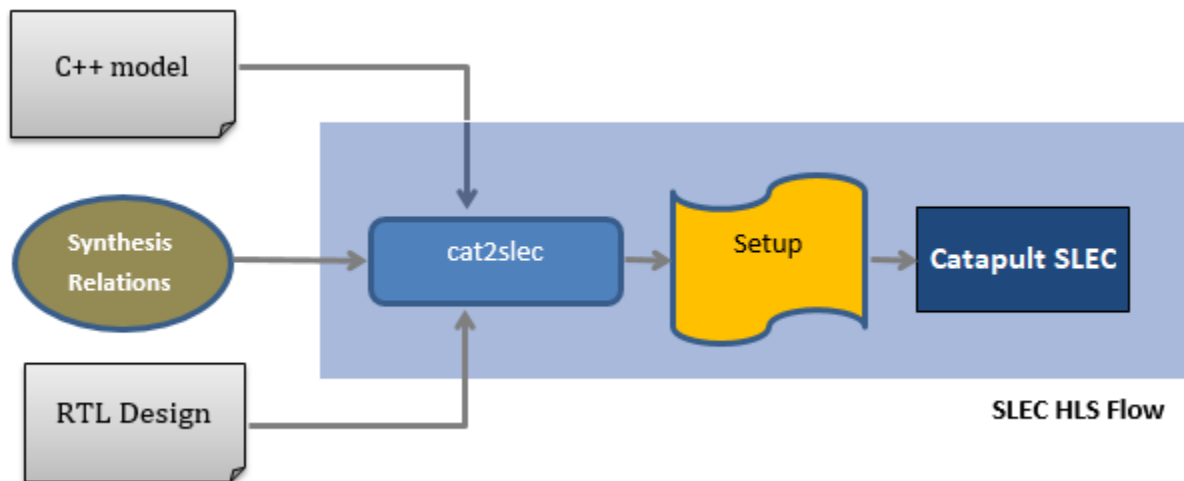 C++ model
Synthesis
Relations
cat2slec
Setup
Catapult SLEC
RTL Design
SLEC HLS Flow